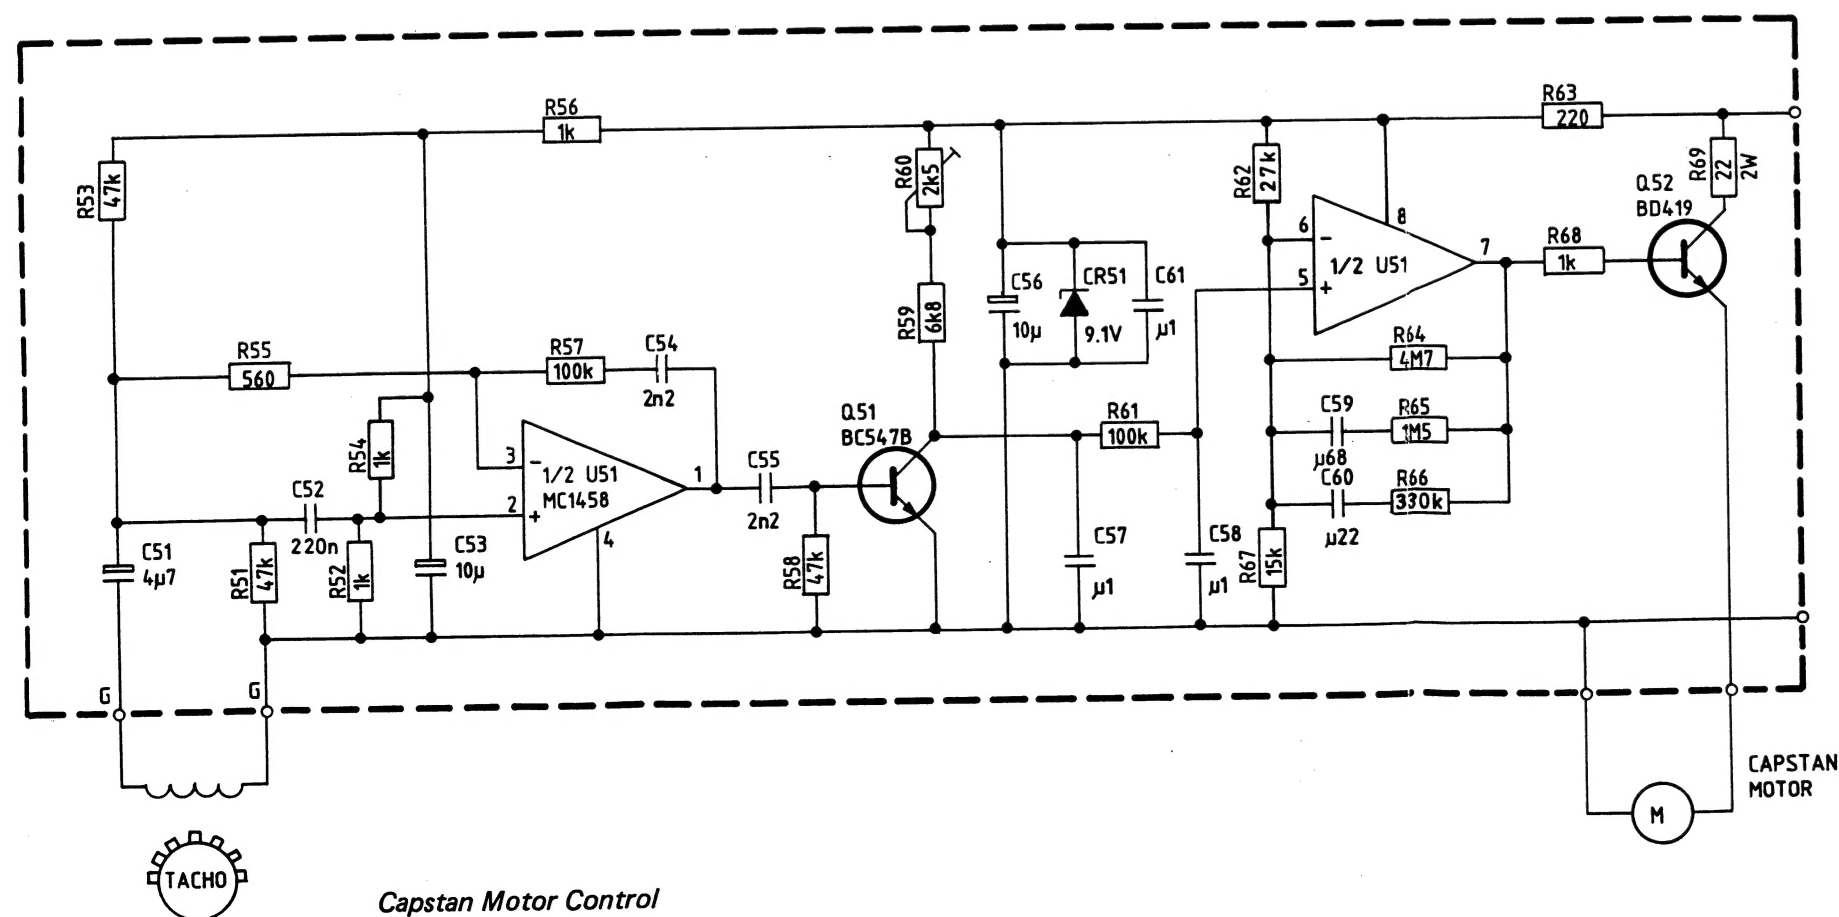 R56
1k
R63
220
R53
47k
R60
2k5
R62
27k
R69
22
2W
Q52
BD419
6
-
8
1/2 U51
7
5
+
R68
1k
C56
10µ
CR51
9.1V
C61
µ1
R59
6k8
R55
560
R57
100k
C54
2n2
R64
4M7
R54
1k
Q51
BC547B
R61
100k
C59
µ68
R65
1M5
3
-
1/2 U51
MC1458
1
2
+
4
C55
2n2
C60
µ22
R66
330k
C52
220n
C51
4µ7
R51
47k
R52
1k
C53
10µ
R58
47k
C57
µ1
C58
µ1
R67
15k
G
G
CAPSTAN
MOTOR
M
TACHO
Capstan Motor Control